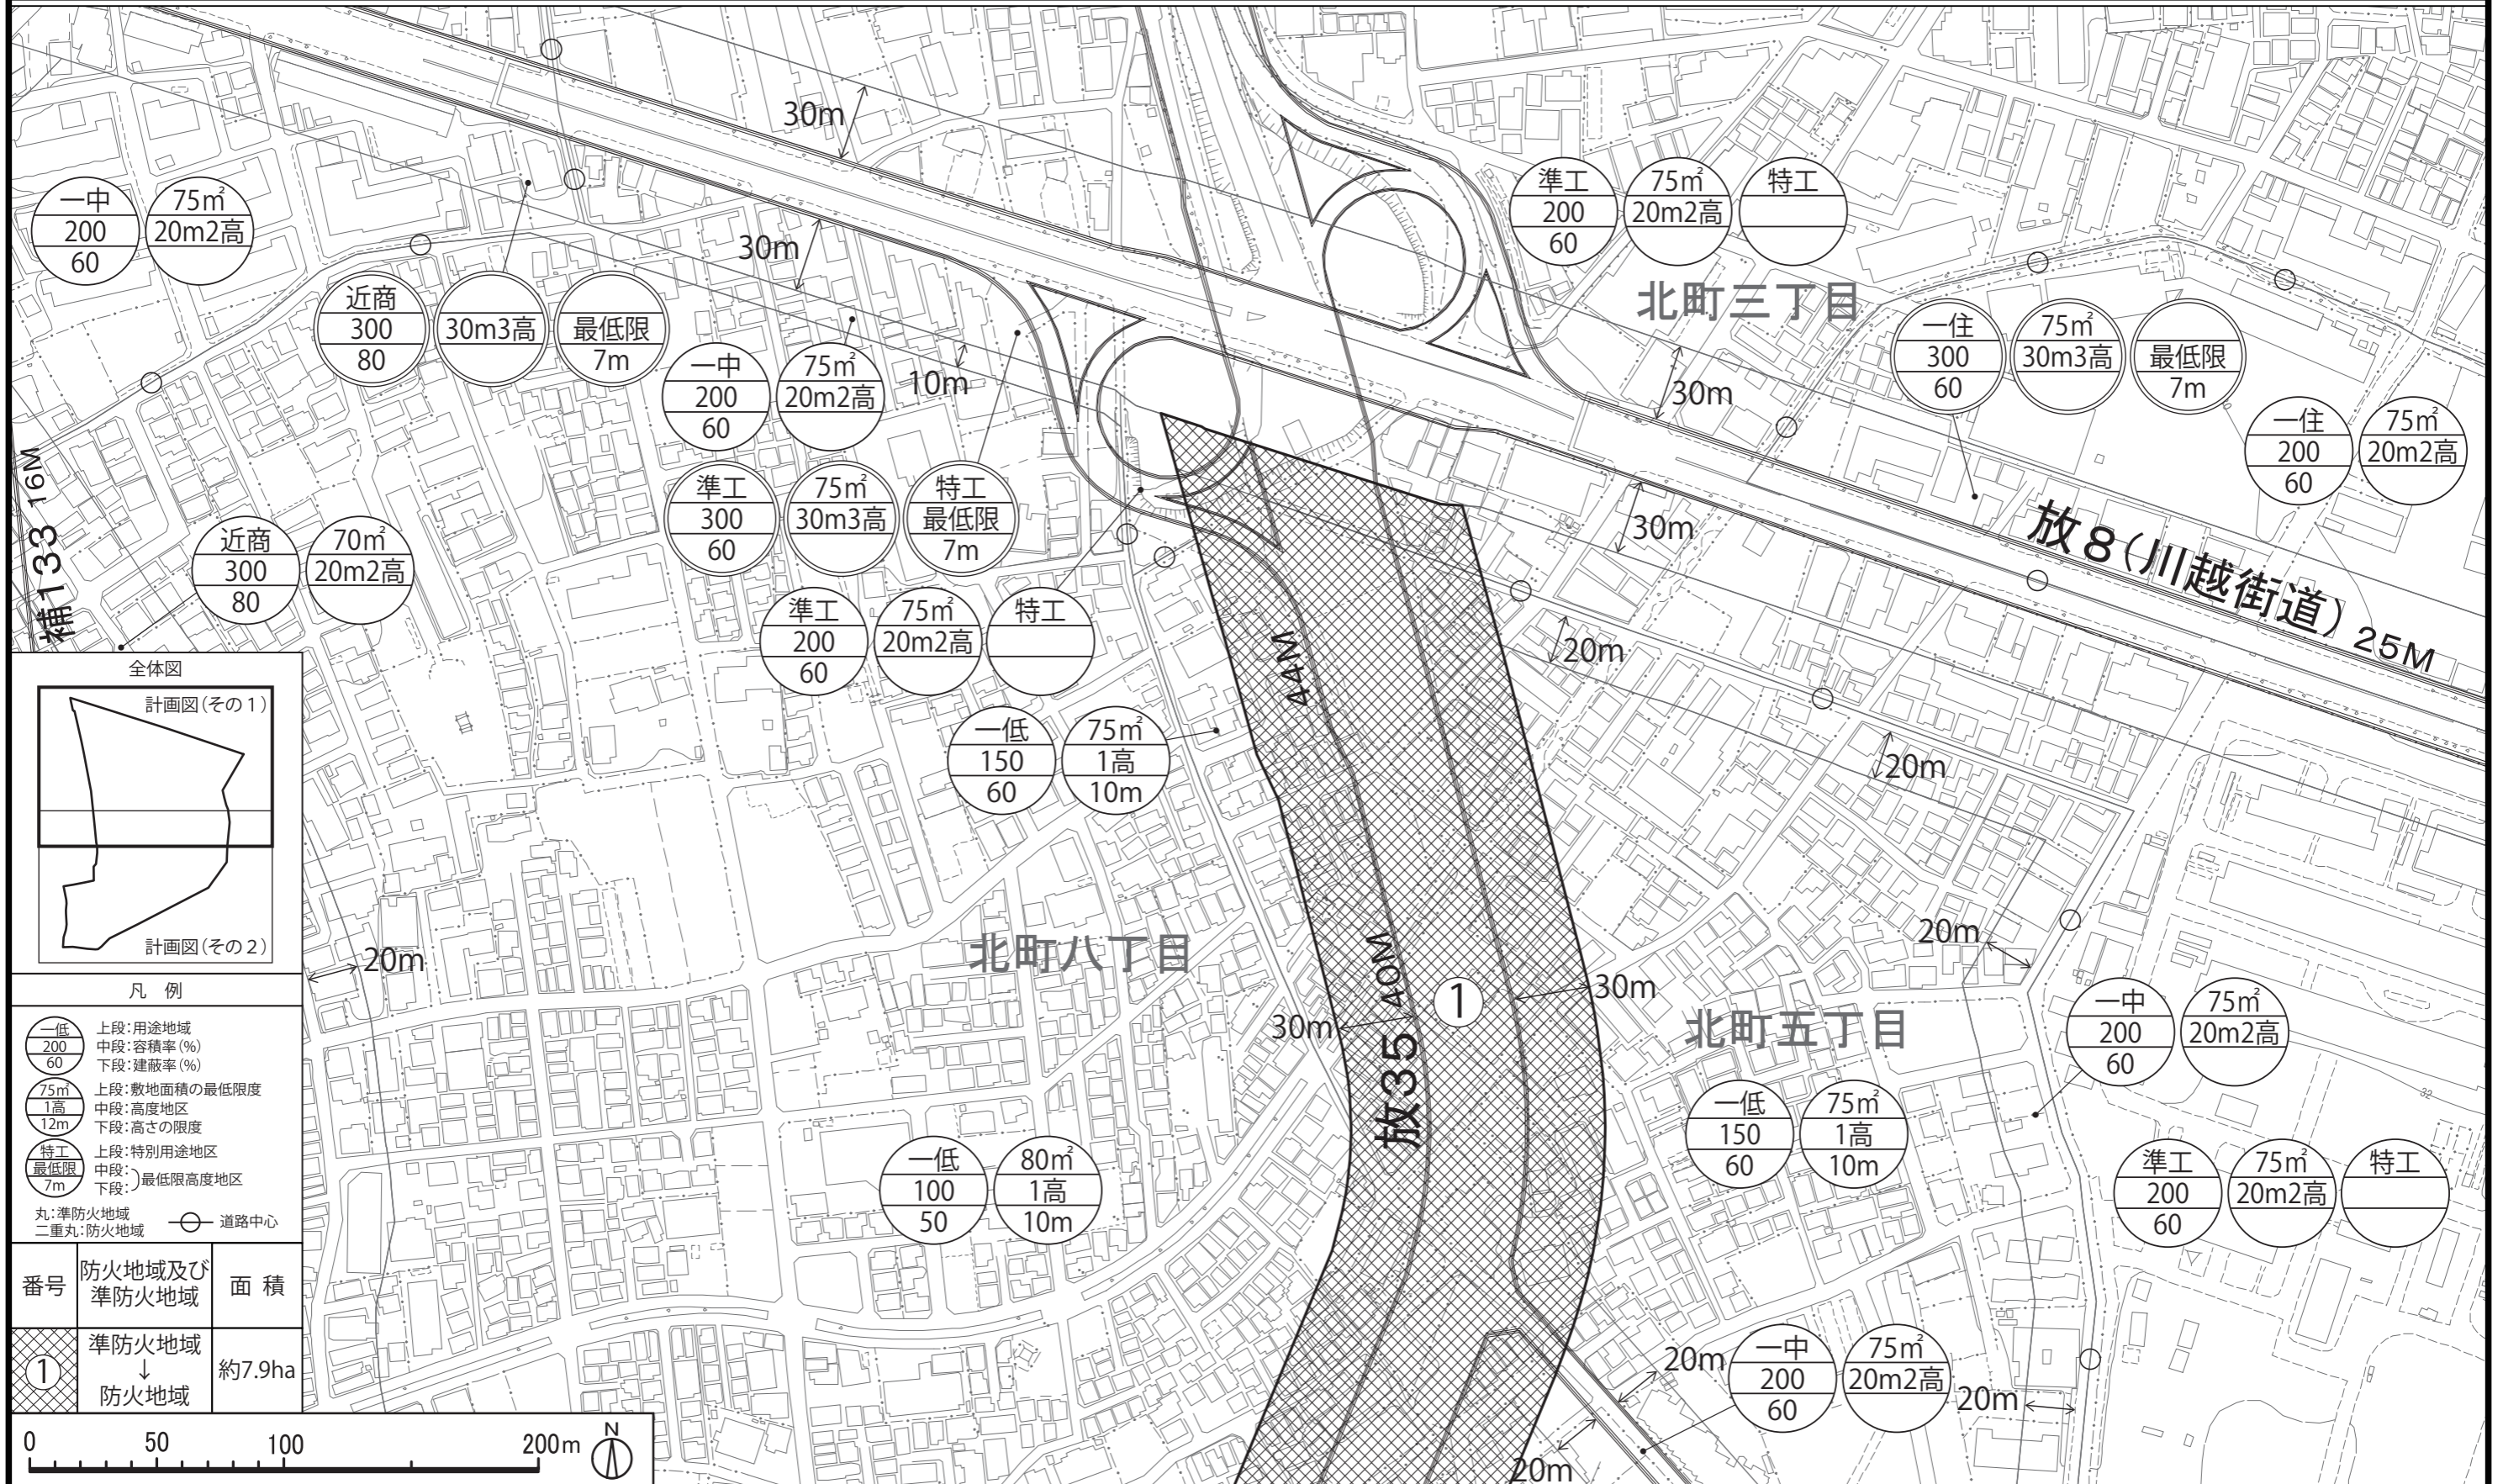 30m
一中
200
60
75㎡
20m2高
準工
200
60
75㎡
20m2高
特工
30m
北町三丁目
近商
300
80
30m3高
最低限
7m
一中
200
60
75㎡
20m2高
10m
一住
300
60
75㎡
30m3高
最低限
7m
30m
一住
200
60
75㎡
20m2高
補133 16M
準工
300
60
75㎡
30m3高
特工
最低限
7m
30m
放8(川越街道) 25M
近商
300
80
70㎡
20m2高
準工
200
60
75㎡
20m2高
特工
44M
20m
一低
150
60
75㎡
1高
10m
20m
全体図
計画図(その1)
計画図(その2)
20m
北町八丁目
20m
放35 40M
1
30m
30m
北町五丁目
一中
200
60
75㎡
20m2高
32
一低
150
60
75㎡
1高
10m
一低
100
50
80㎡
1高
10m
準工
200
60
75㎡
20m2高
特工
20m
一中
200
60
75㎡
20m2高
20m
20m
凡 例
一低
200
60
上段:用途地域
中段:容積率(%)
下段:建蔽率(%)
75㎡
1高
12m
上段:敷地面積の最低限度
中段:高度地区
下段:高さの限度
特工
最低限
7m
上段:特別用途地区
中段:
下段:}最低限高度地区
丸:準防火地域
二重丸:防火地域
道路中心
番号 防火地域及び準防火地域 面 積
1 準防火地域↓防火地域 約7.9ha
0 50 100 200m
N